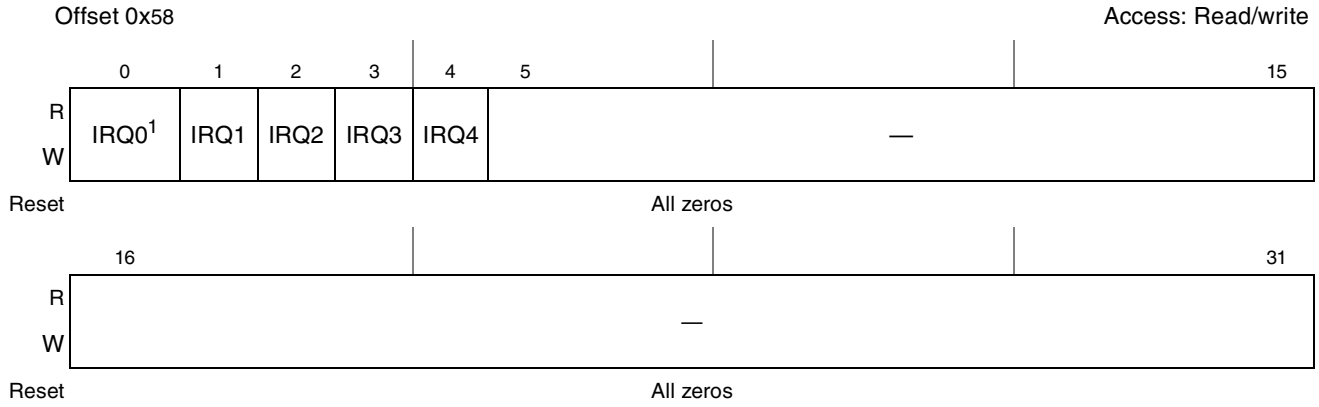 Offset 0x58 Access: Read/write
0 1 2 3 4 5 15
R
W
IRQ0¹ IRQ1 IRQ2 IRQ3 IRQ4 —
Reset All zeros
16 31
R
W
—
Reset All zeros